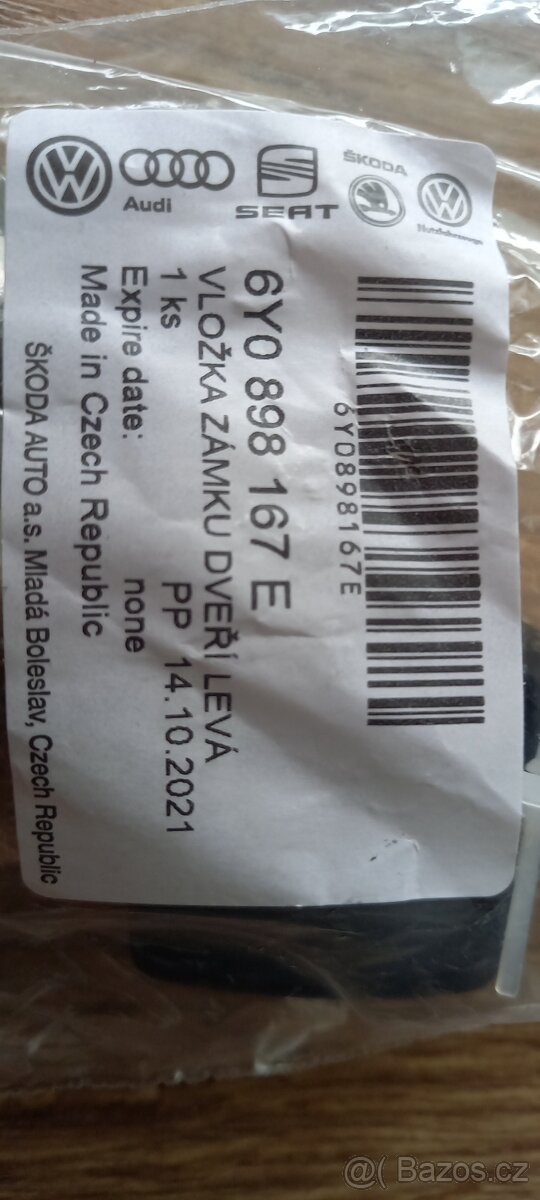 Audi
SEAT
ŠKODA
Nutzfahrzeuge
6Y0898167E
6Y0 898 167 E
VLOŽKA ZÁMKU DVEŘÍ LEVÁ
1 ks PP 14.10.2021
Expire date: none
Made in Czech Republic
ŠKODA AUTO a.s. Mladá Boleslav, Czech Republic
@( Bazos.cz